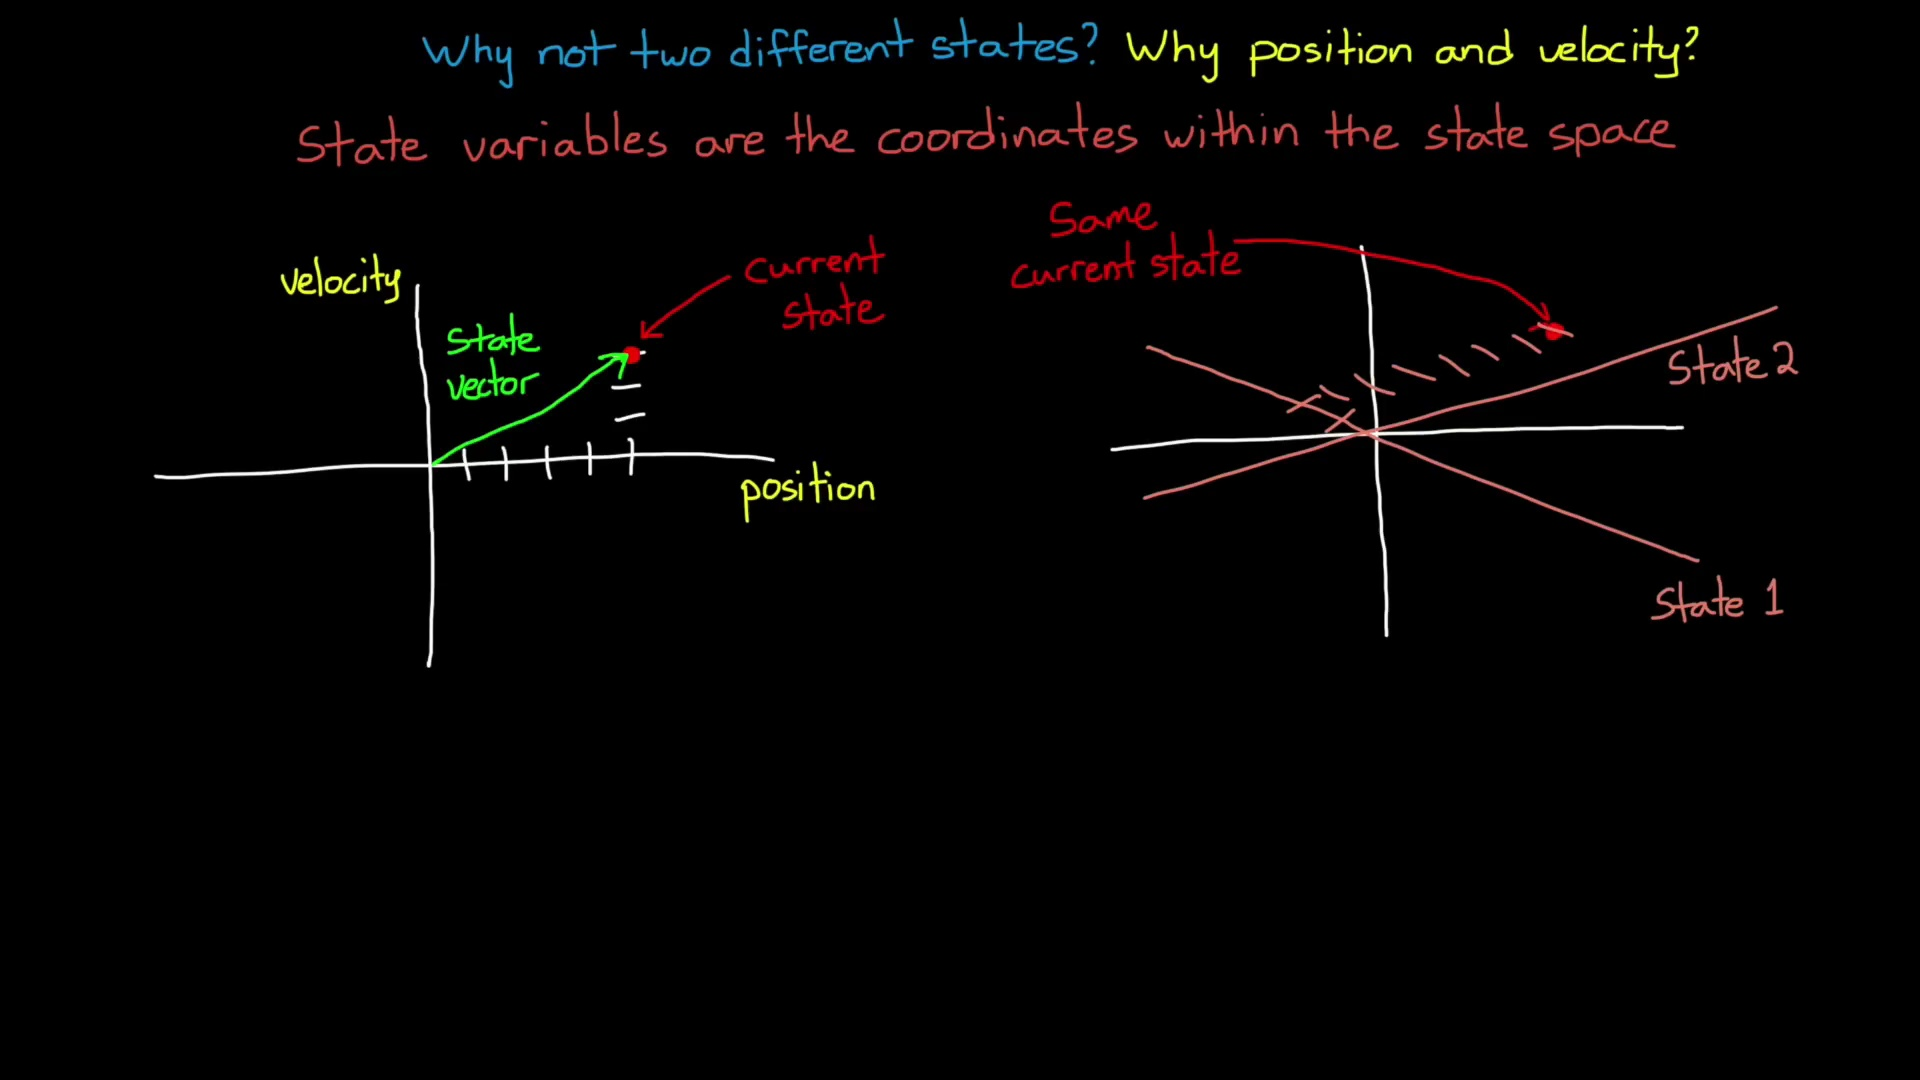 Why not two different states? Why position and velocity?
State variables are the coordinates within the state space
velocity
State
vector
current
state
position
Same
current state
State 2
State 1